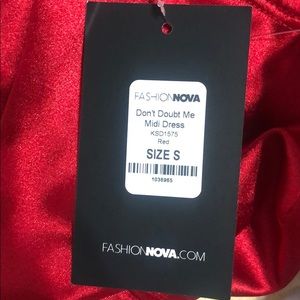 FASHIONNOVA
Don't Doubt Me
Midi Dress
KSD1575
Red
SIZE S
1036965
FASHIONNOVA.COM